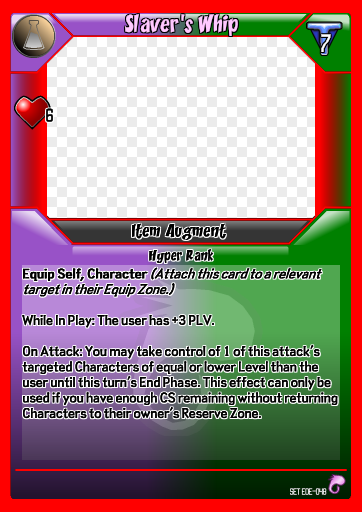 Slaver's Whip
7
6
Item Augment
Hyper Rank
Equip Self, Character (Attach this card to a relevant
target in their Equip Zone.)
While In Play: The user has +3 PLV.
On Attack: You may take control of 1 of this attack's
targeted Characters of equal or lower Level than the
user until this turn's End Phase. This effect can only be
used if you have enough CS remaining without returning
Characters to their owner's Reserve Zone.
SET EOE-048